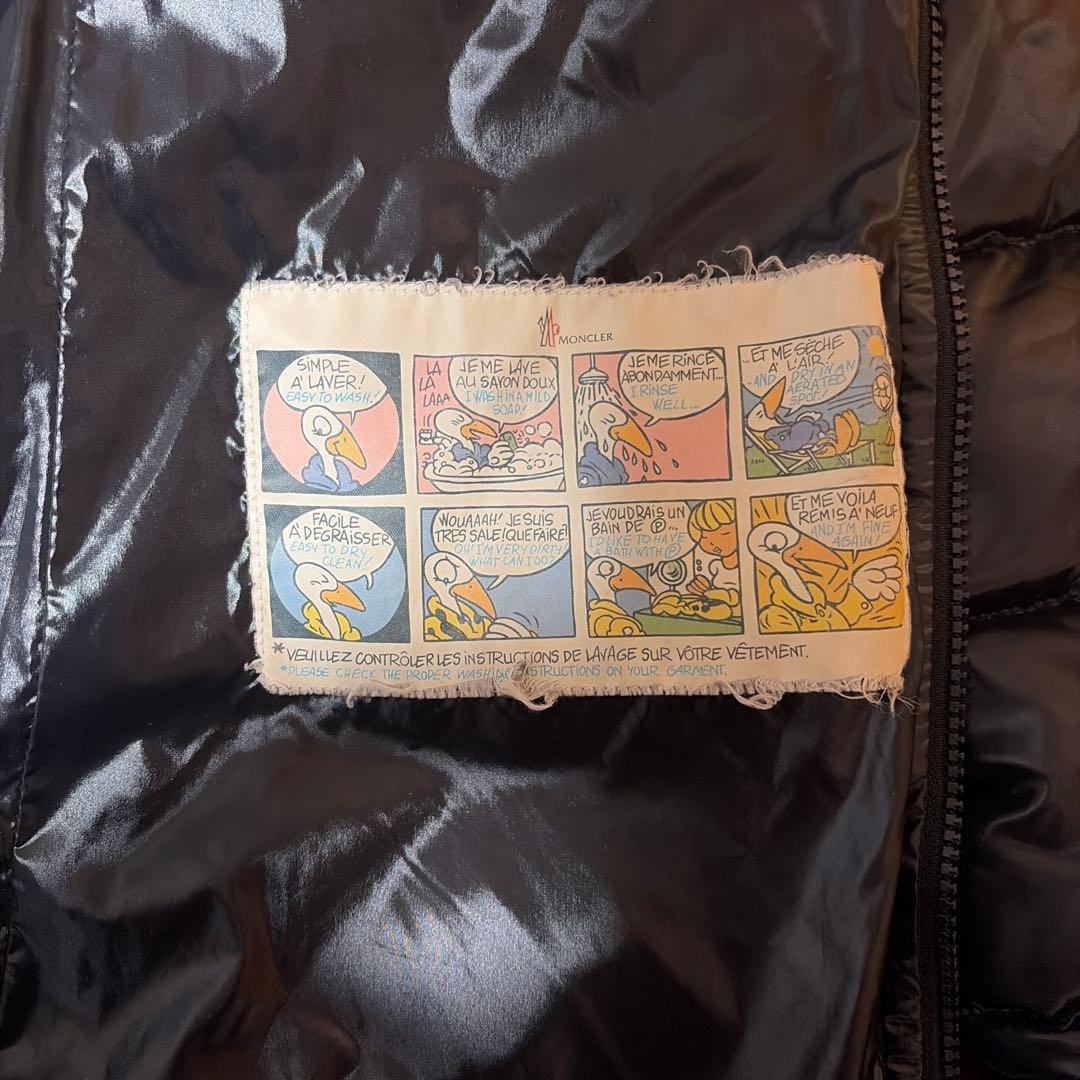 MONCLER
SIMPLE
A' LAVER!
EASY TO WASH!
LA
LÀ
LÀAA
JE ME LAVE
AU SAVON DOUX
I WASH IN A MILD
SOAP!
JE ME RINCE
ABONDAMMENT...
I RINSE
WELL...
...ET ME SÈCHE
A' L'AIR!
...AND I DRY IN AN
AERATED
SPOT!
FACILE
A' DEGRAISSER
EASY TO DRY
CLEAN!
WOUAAAH! JE SUIS
TRES SALE! QUE FAIRE?
OH! I'M VERY DIRTY
WHAT CAN I DO?
JE VOUDRAIS UN
BAIN DE Ⓟ...
I'D LIKE TO HAVE
A BATH WITH Ⓟ
ET ME VOILA
REMIS A' NEUF
AND I'M FINE
AGAIN!
*VEUILLEZ CONTRÔLER LES INSTRUCTIONS DE LAVAGE SUR VÔTRE VÊTEMENT.
*PLEASE CHECK THE PROPER WASHING INSTRUCTIONS ON YOUR GARMENT.